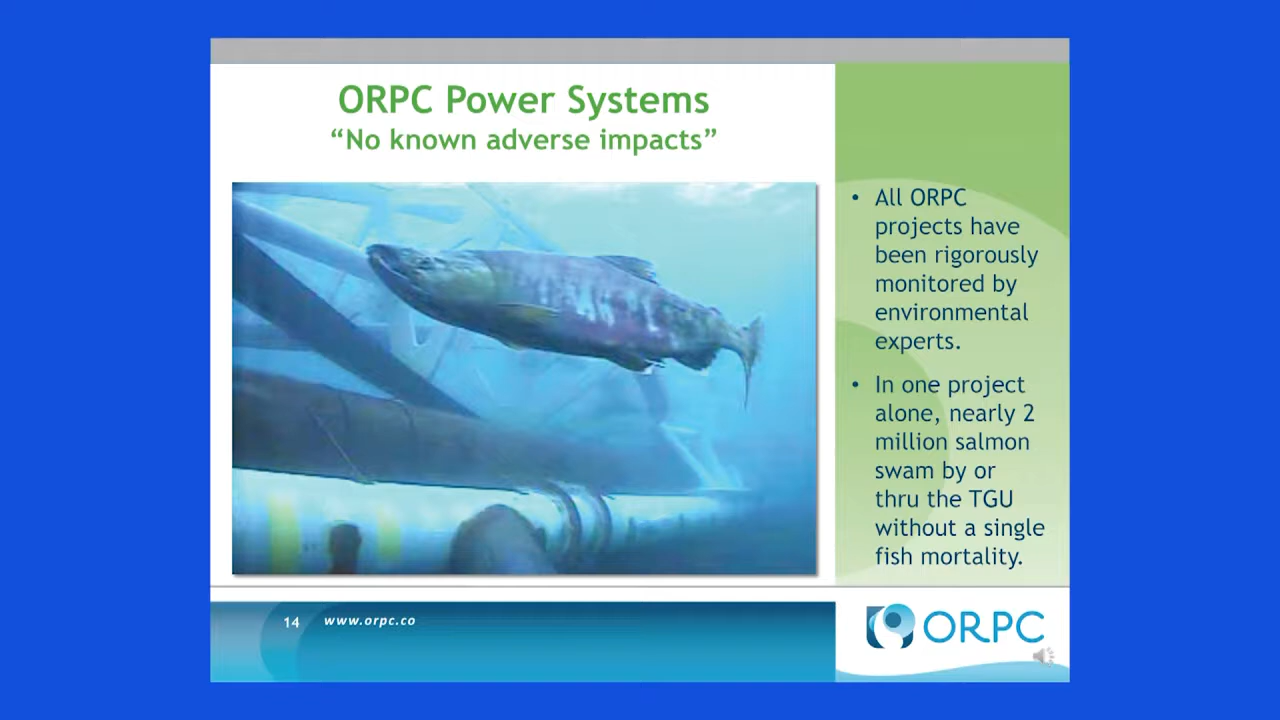 ORPC Power Systems
“No known adverse impacts”
• All ORPC
projects have
been rigorously
monitored by
environmental
experts.
• In one project
alone, nearly 2
million salmon
swam by or
thru the TGU
without a single
fish mortality.
14 www.orpc.co
ORPC